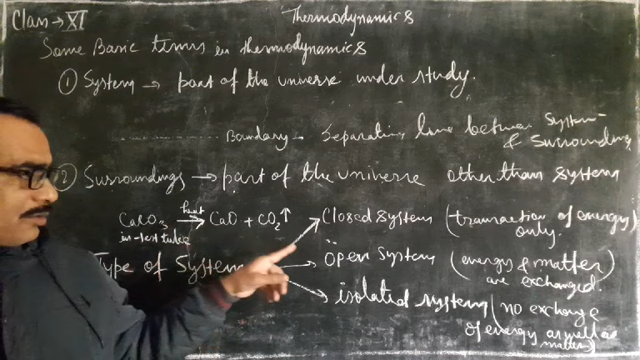 Class → XI
Thermodynamics
Some Basic terms in thermodynamics
① System → part of the universe under study.
Boundary → Separating line between System & Surrounding
② Surroundings → part of the universe other than system
CaCO3 heat→ CaO + CO2↑
in-test tube
Type of System
Closed System (transaction of energy) only.
Open System (energy & matter) are exchanged.
isolated system (no exchange of energy as well as matter)